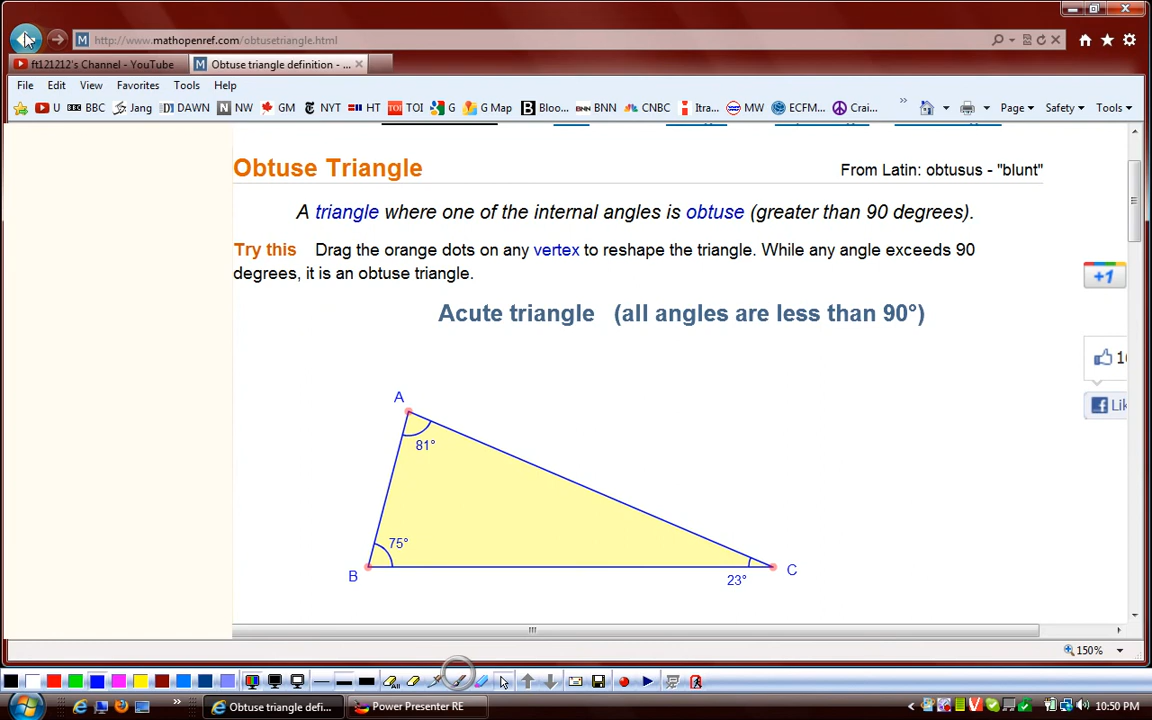 http://www.mathopenref.com/obtusetriangle.html
ft121212's Channel - YouTube
Obtuse triangle definition - ...
File Edit View Favorites Tools Help
U BBC Jang DAWN NW GM NYT HT TOI G G Map Bloo... BNN CNBC Itra... MW ECFM... Crai... » Page Safety Tools
Obtuse Triangle
From Latin: obtusus - "blunt"
A triangle where one of the internal angles is obtuse (greater than 90 degrees).
Try this Drag the orange dots on any vertex to reshape the triangle. While any angle exceeds 90
degrees, it is an obtuse triangle.
+1
Acute triangle (all angles are less than 90°)
Lik
A
81°
75°
B
23°
C
150%
Obtuse triangle defi...
Power Presenter RE
10:50 PM